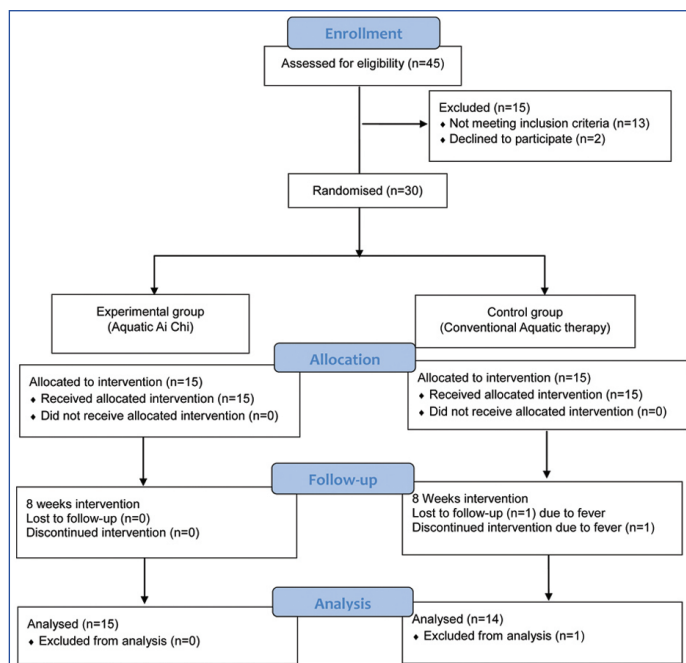 Enrollment
Assessed for eligibility (n=45)
Excluded (n=15)
♦ Not meeting inclusion criteria (n=13)
♦ Declined to participate (n=2)
Randomised (n=30)
Experimental group
(Aquatic Ai Chi)
Control group
(Conventional Aquatic therapy)
Allocation
Allocated to intervention (n=15)
♦ Received allocated intervention (n=15)
♦ Did not receive allocated intervention (n=0)
Allocated to intervention (n=15)
♦ Received allocated intervention (n=15)
♦ Did not receive allocated intervention (n=0)
Follow-up
8 weeks intervention
Lost to follow-up (n=0)
Discontinued intervention (n=0)
8 Weeks intervention
Lost to follow-up (n=1) due to fever
Discontinued intervention due to fever (n=1)
Analysis
Analysed (n=15)
♦ Excluded from analysis (n=0)
Analysed (n=14)
♦ Excluded from analysis (n=1)